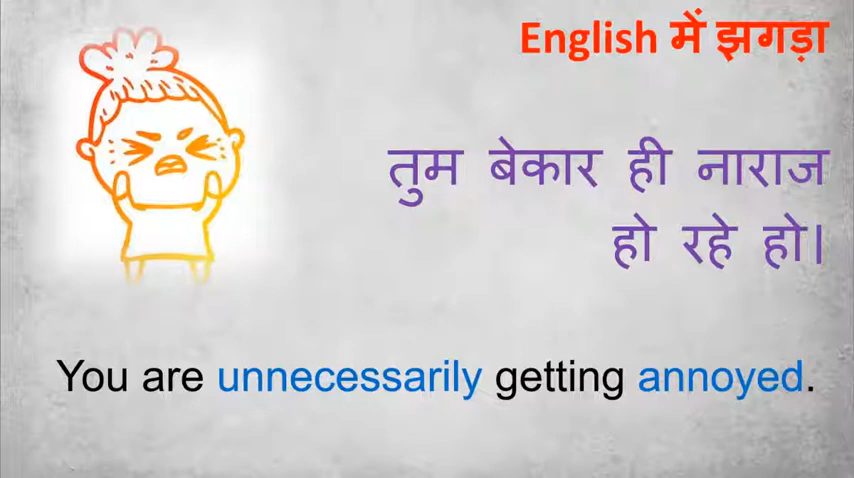 English में झगड़ा
तुम बेकार ही नाराज
हो रहे हो।
You are unnecessarily getting annoyed.